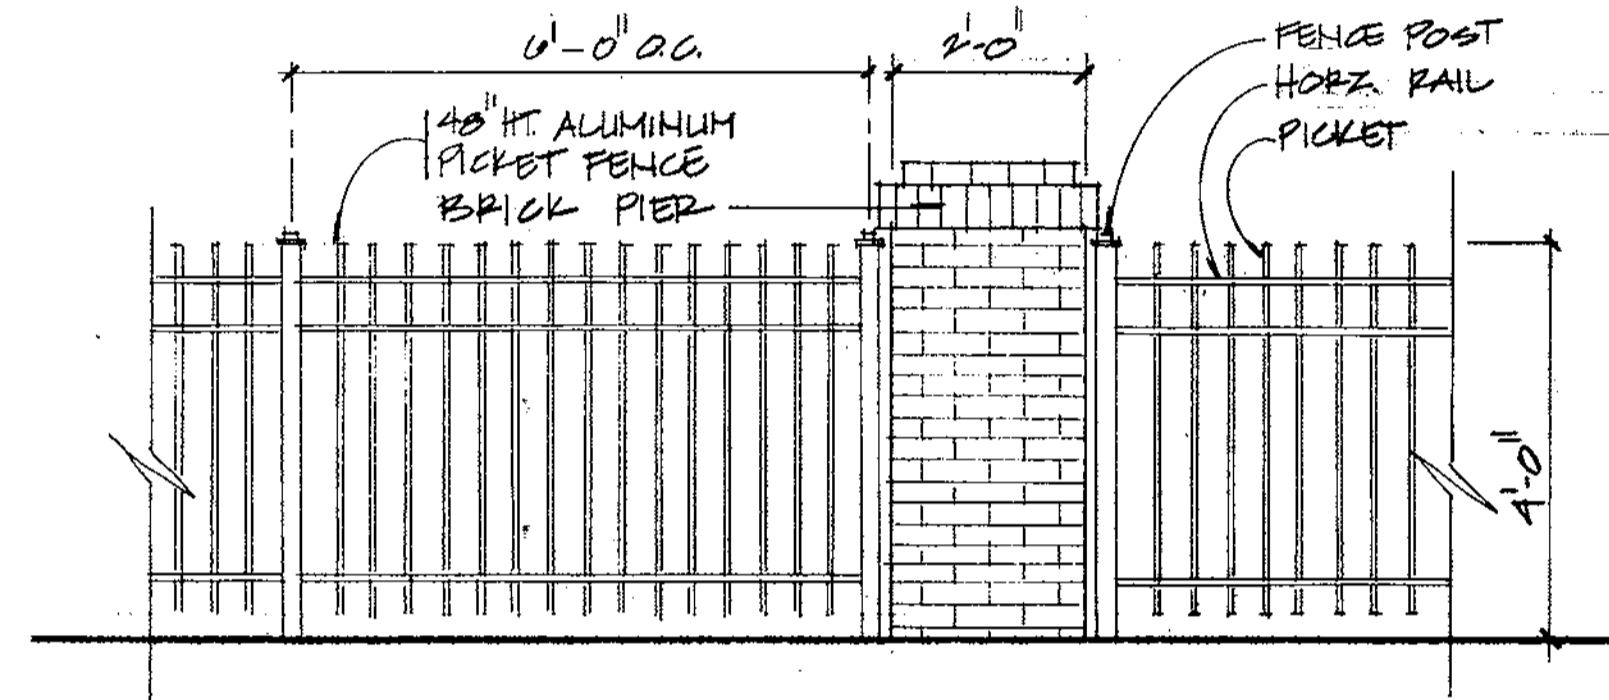 6'-0" O.C.
2'-0"
FENCE POST
HORZ. RAIL
PICKET
48" HT. ALUMINUM
PICKET FENCE
BRICK PIER
4'-0"